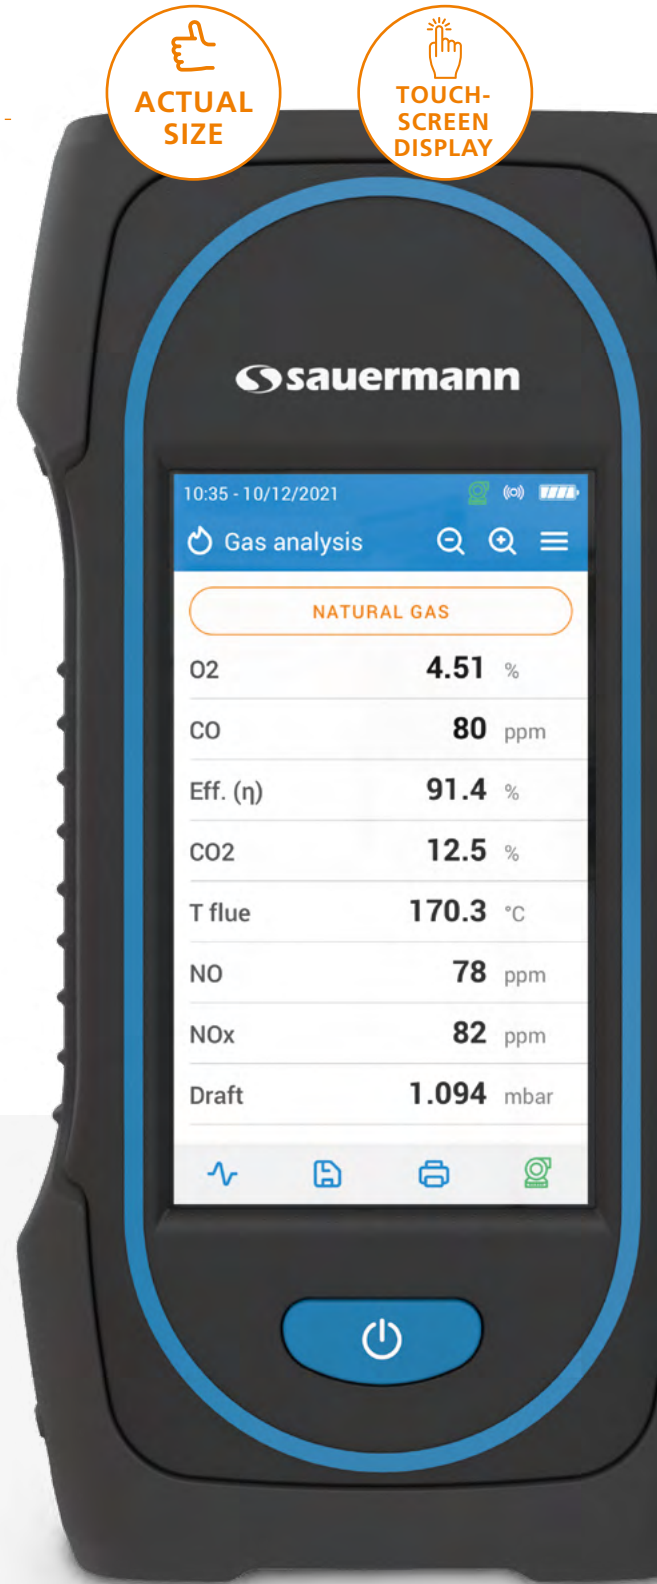 ACTUAL
SIZE
TOUCH-
SCREEN
DISPLAY
sauermann
10:35 - 10/12/2021
Gas analysis
NATURAL GAS
O2 4.51 %
CO 80 ppm
Eff. (η) 91.4 %
CO2 12.5 %
T flue 170.3 °C
NO 78 ppm
NOx 82 ppm
Draft 1.094 mbar